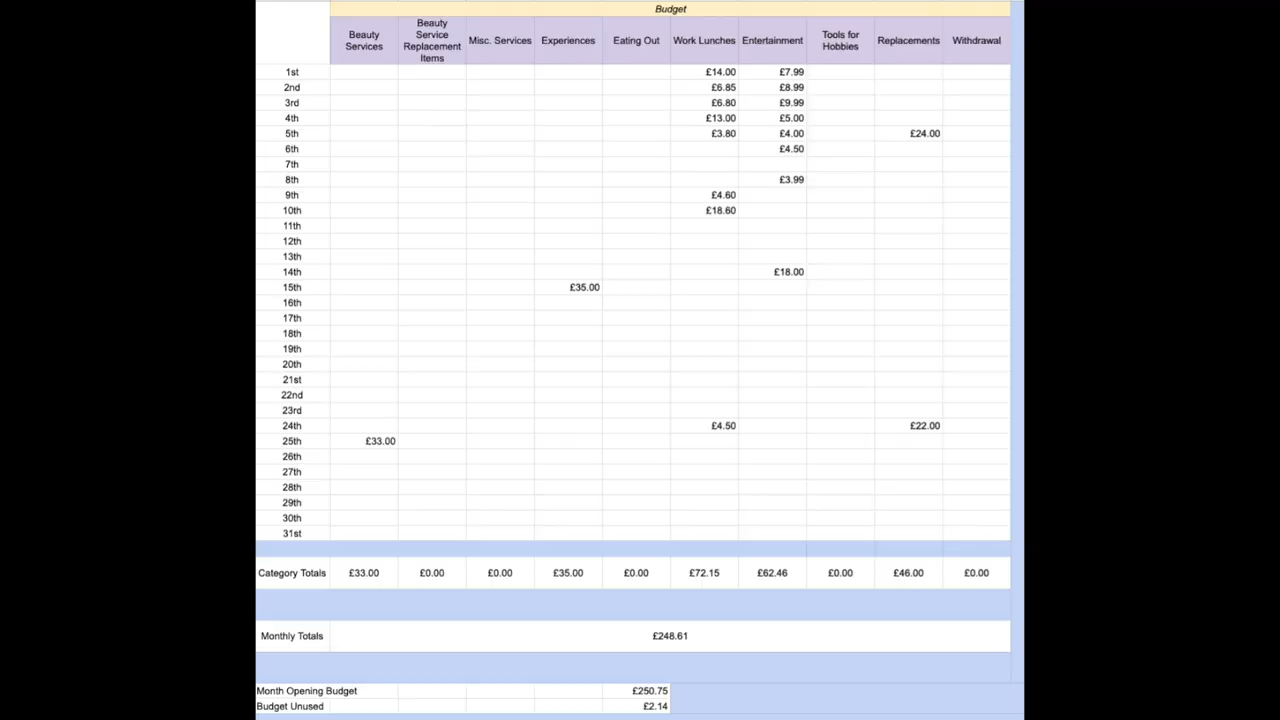 Budget
Beauty Services Beauty Service Replacement Items Misc. Services Experiences Eating Out Work Lunches Entertainment Tools for Hobbies Replacements Withdrawal
1st £14.00 £7.99
2nd £6.85 £8.99
3rd £6.80 £9.99
4th £13.00 £5.00
5th £3.80 £4.00 £24.00
6th £4.50
7th
8th £3.99
9th £4.60
10th £18.60
11th
12th
13th
14th £18.00
15th £35.00
16th
17th
18th
19th
20th
21st
22nd
23rd
24th £4.50 £22.00
25th £33.00
26th
27th
28th
29th
30th
31st
Category Totals £33.00 £0.00 £0.00 £35.00 £0.00 £72.15 £62.46 £0.00 £46.00 £0.00
Monthly Totals £248.61
Month Opening Budget £250.75
Budget Unused £2.14